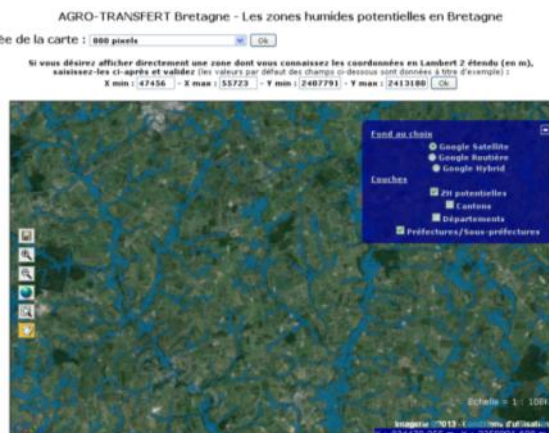 AGRO-TRANSFERT Bretagne - Les zones humides potentielles en Bretagne
ée de la carte : 800 pixels Ok
Si vous désirez afficher directement une zone dont vous connaissez les coordonnées en Lambert 2 étendu (en m),
saisissez-les ci-après et validez (les valeurs par défaut des champs ci-dessous sont données à titre d'exemple) :
X min : 47456 - X max : 55723 - Y min : 2407791 - Y max : 2413180 Ok
Fond au choix
Google Satellite
Google Routière
Google Hybrid
Couches
ZH potentielles
Cantons
Départements
Préfectures/Sous-préfectures
Echelle = 1 : 100
Imagerie ©2013 - Conditions d'utilisation